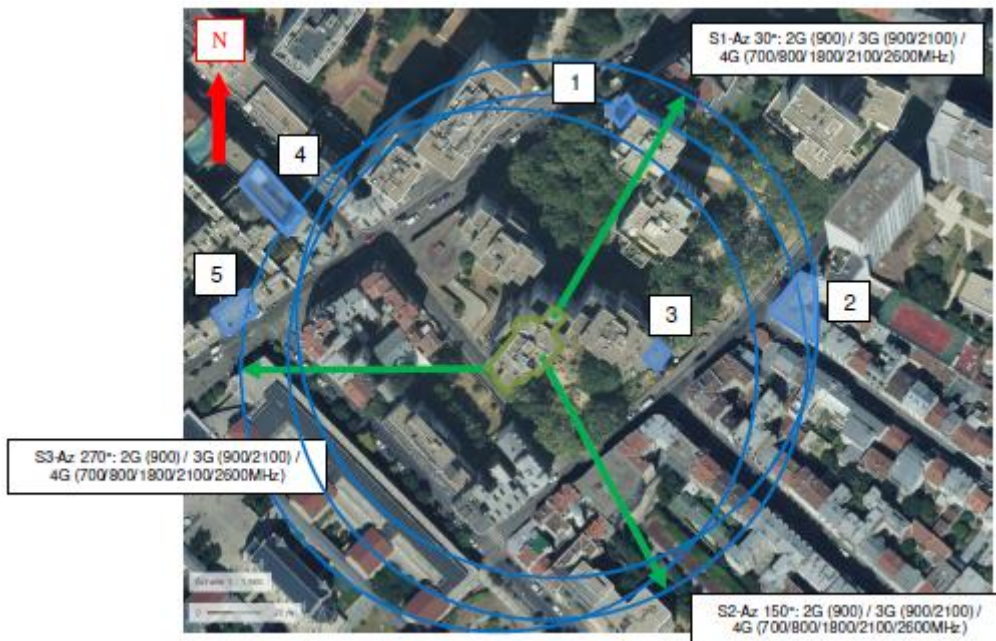 N
S1-Az 30°: 2G (900) / 3G (900/2100) /
4G (700/800/1800/2100/2600MHz)
1
4
5
3
2
S3-Az 270°: 2G (900) / 3G (900/2100) /
4G (700/800/1800/2100/2600MHz)
S2-Az 150°: 2G (900) / 3G (900/2100) /
4G (700/800/1800/2100/2600MHz)
0